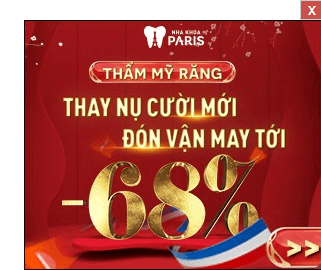 X
NHA KHOA
PARIS
THẨM MỸ RĂNG
THAY NỤ CƯỜI MỚI
ĐÓN VẬN MAY TỚI
-68%
>>